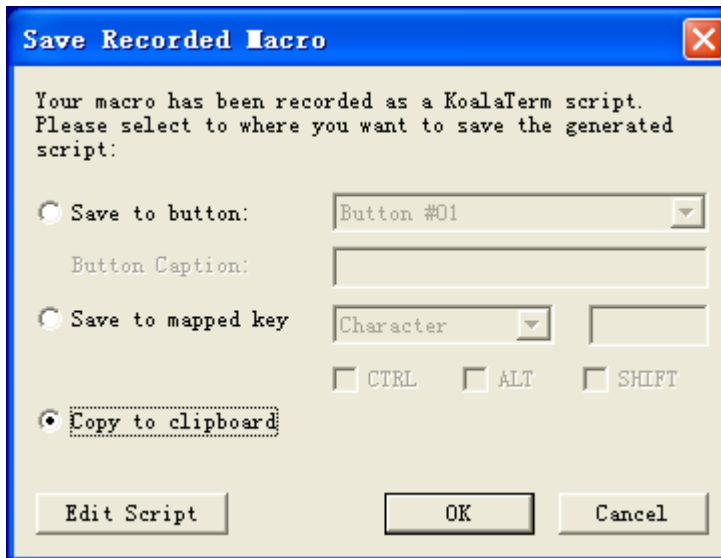 Save Recorded Macro
Your macro has been recorded as a KoalaTerm script.
Please select to where you want to save the generated
script:
Save to button:
Button #01
Button Caption:
Save to mapped key
Character
CTRL
ALT
SHIFT
Copy to clipboard
Edit Script
OK
Cancel